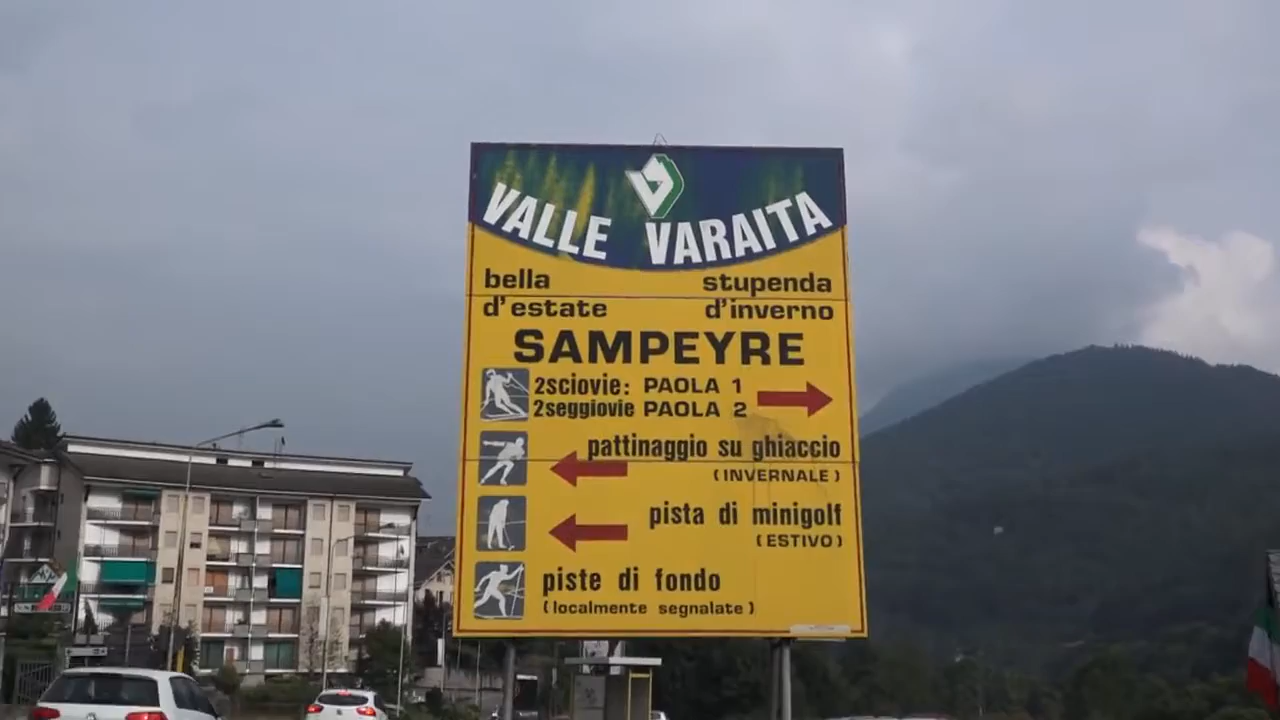 VALLE VARAITA
bella stupenda
d'estate d'inverno
SAMPEYRE
2sciovie: PAOLA 1
2seggiovie PAOLA 2
pattinaggio su ghiaccio
(INVERNALE)
pista di minigolf
(ESTIVO)
piste di fondo
(localmente segnalate)